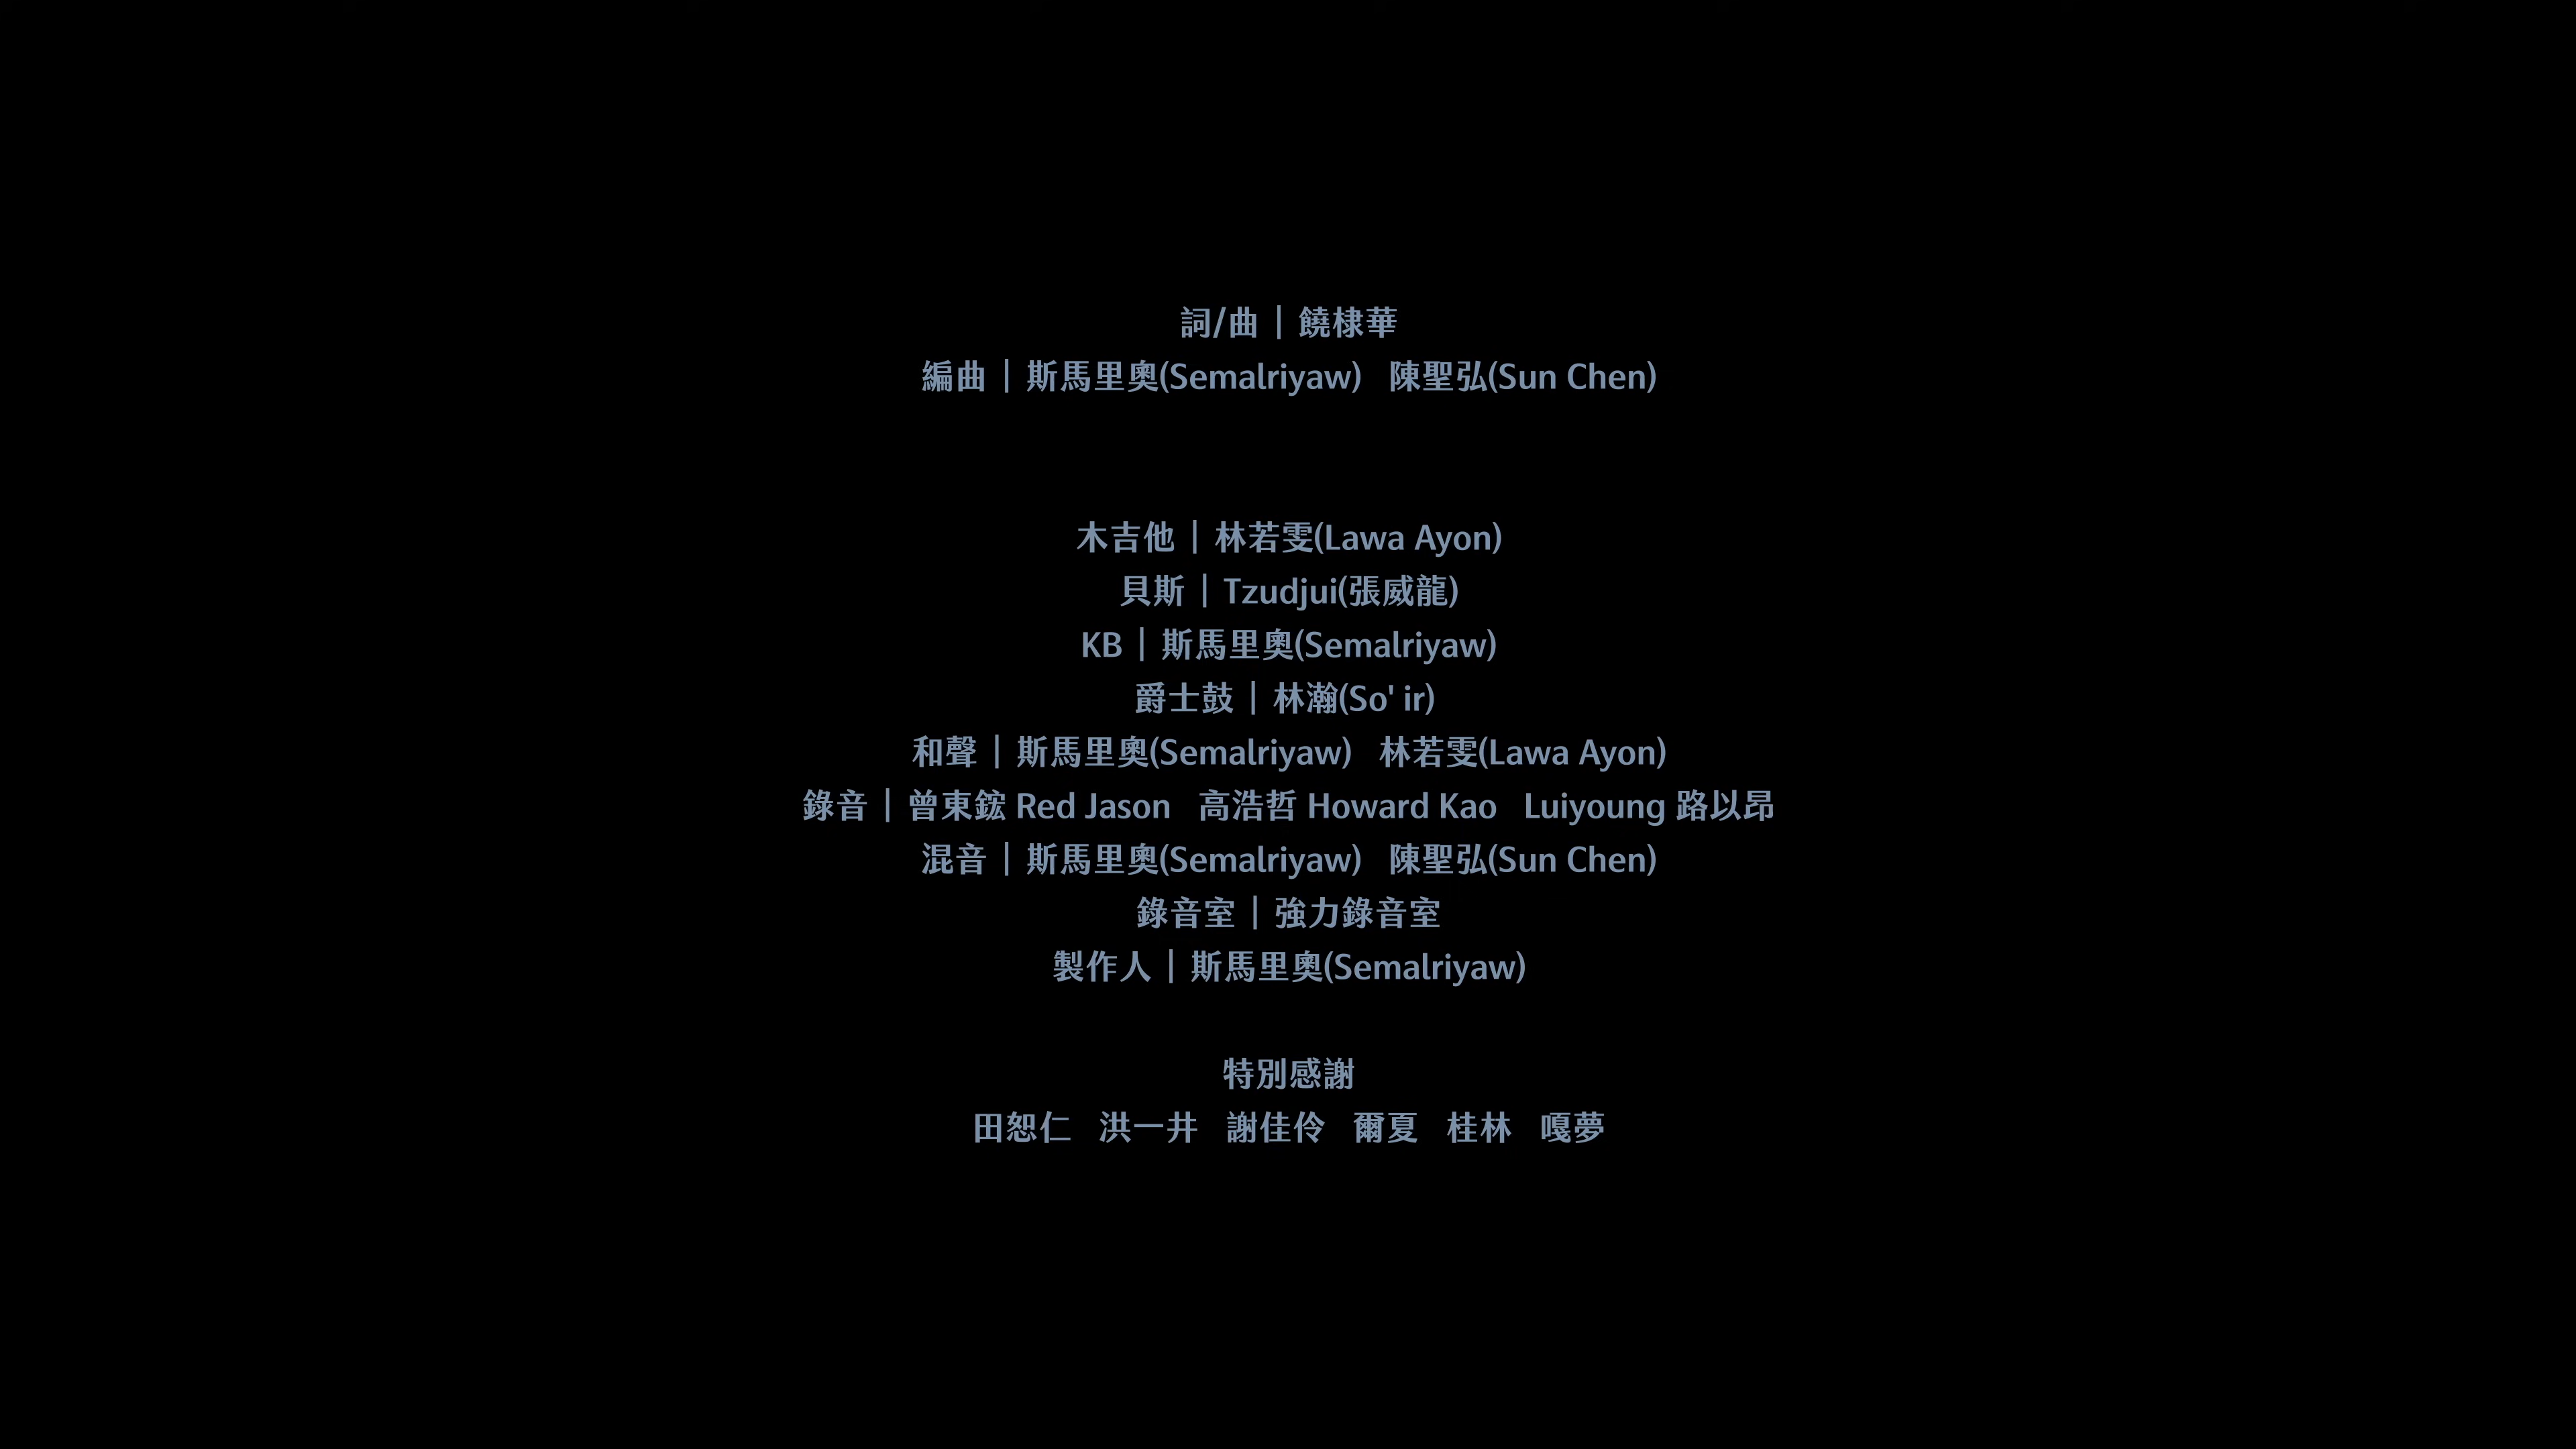 詞/曲｜饒棣華
編曲｜斯馬里奧(Semalriyaw) 陳聖弘(Sun Chen)
木吉他｜林若雯(Lawa Ayon)
貝斯｜Tzudjui(張威龍)
KB｜斯馬里奧(Semalriyaw)
爵士鼓｜林瀚(So' ir)
和聲｜斯馬里奧(Semalriyaw) 林若雯(Lawa Ayon)
錄音｜曾東鋐 Red Jason 高浩哲 Howard Kao Luiyoung 路以昂
混音｜斯馬里奧(Semalriyaw) 陳聖弘(Sun Chen)
錄音室｜強力錄音室
製作人｜斯馬里奧(Semalriyaw)
特別感謝
田恕仁 洪一井 謝佳伶 爾夏 桂林 嘎夢